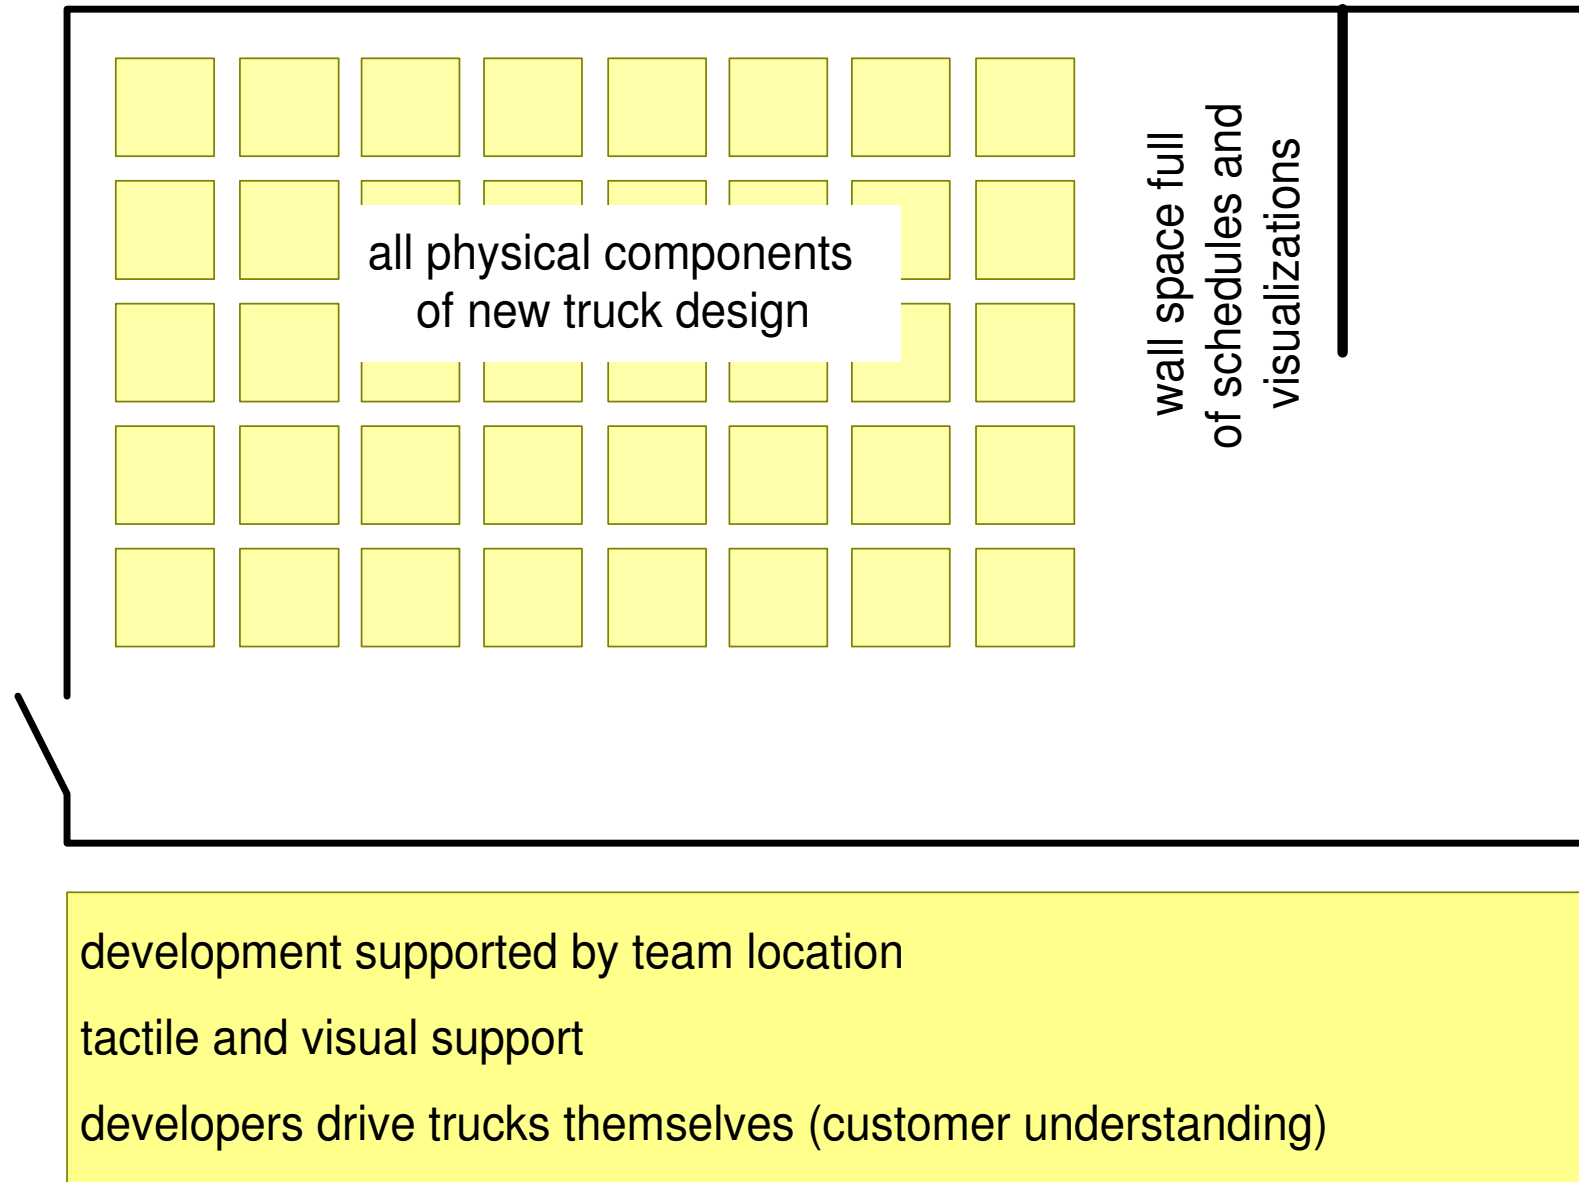 all physical components
of new truck design
wall space full
of schedules and
visualizations
development supported by team location
tactile and visual support
developers drive trucks themselves (customer understanding)